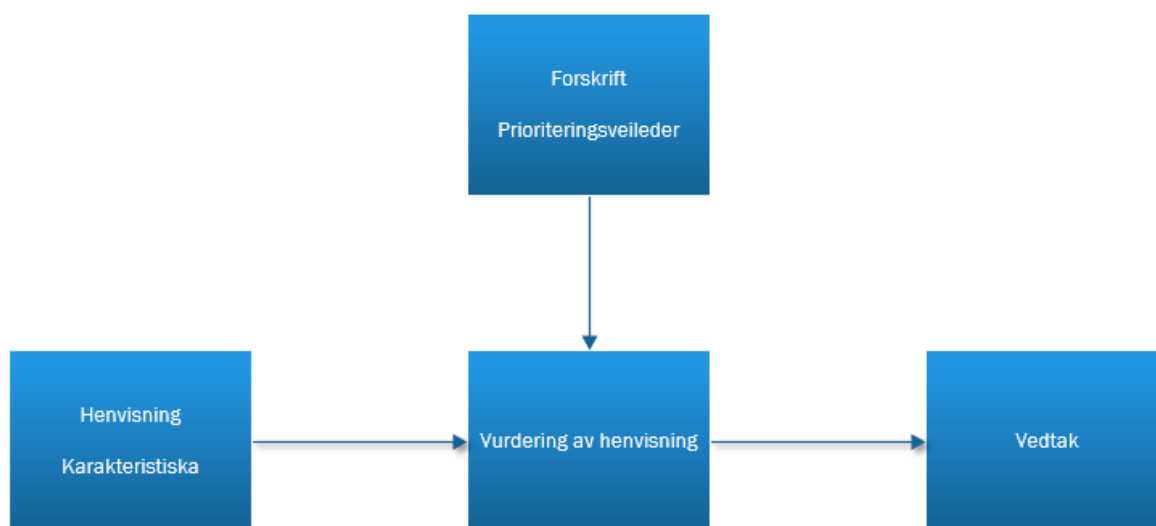 Forskrift
Prioriteringsveileder
Henvisning
Karakteristiska
Vurdering av henvisning
Vedtak